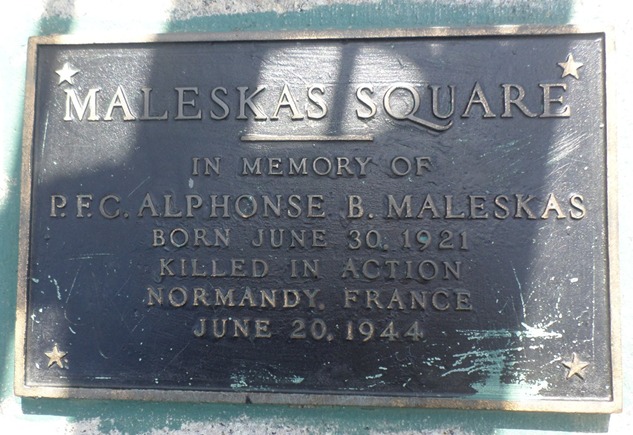 MALESKAS SQUARE
IN MEMORY OF
P.F.C. ALPHONSE B. MALESKAS
BORN JUNE 30, 1921
KILLED IN ACTION
NORMANDY, FRANCE
JUNE 20, 1944